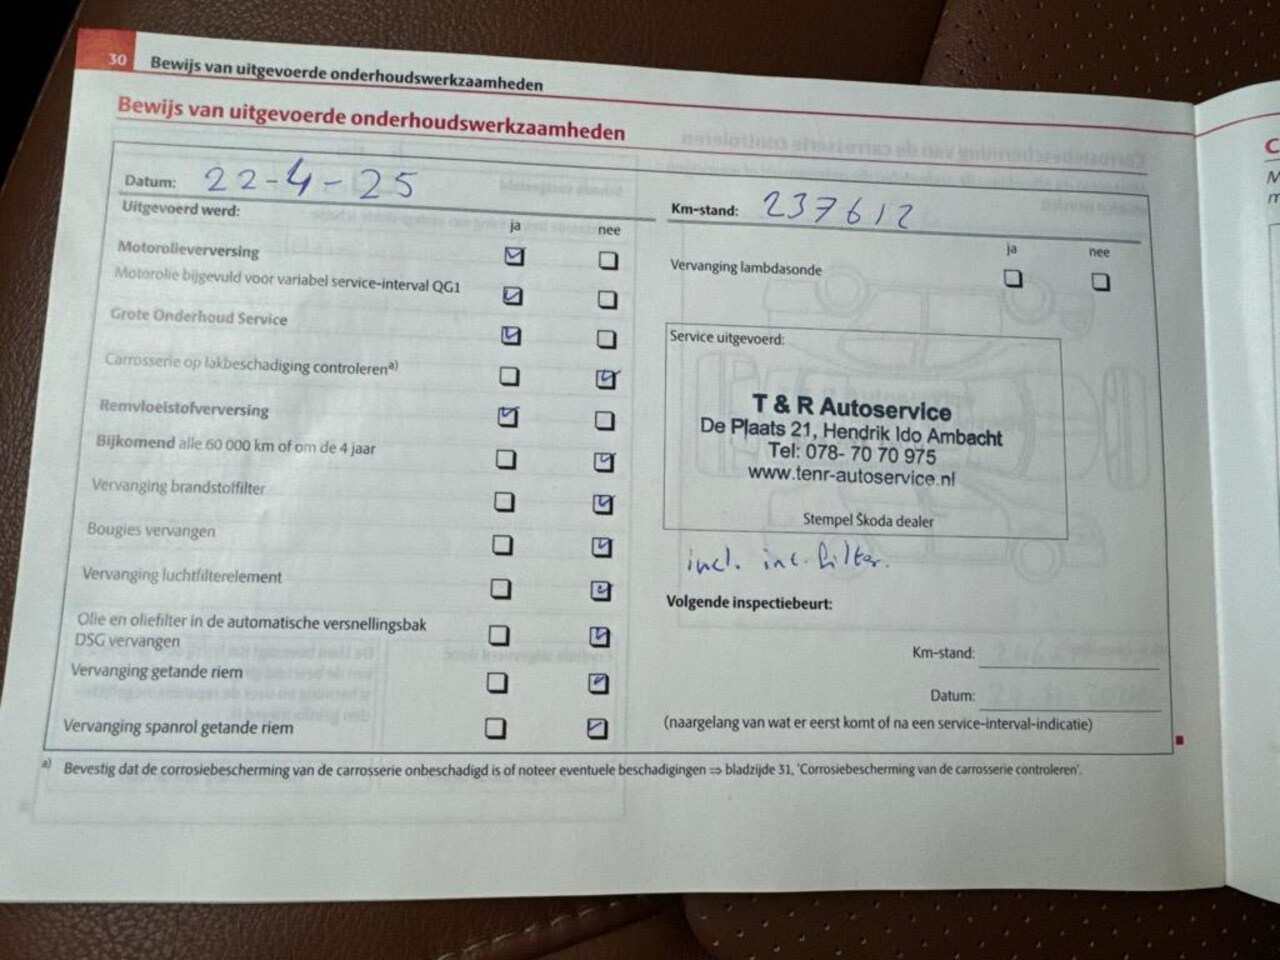 30 Bewijs van uitgevoerde onderhoudswerkzaamheden
Bewijs van uitgevoerde onderhoudswerkzaamheden
Datum: 22-4-25
Km-stand: 237612
Uitgevoerd werd:
ja nee
Motorolieverversing
Motorolie bijgevuld voor variabel service-interval QG1
Grote Onderhoud Service
Carrosserie op lakbeschadiging controleren a)
Remvloeistofverversing
Bijkomend alle 60 000 km of om de 4 jaar
Vervanging brandstoffilter
Bougies vervangen
Vervanging luchtfilterelement
Olie en oliefilter in de automatische versnellingsbak
DSG vervangen
Vervanging getande riem
Vervanging spanrol getande riem
ja nee
Vervanging lambdasonde
Service uitgevoerd:
T & R Autoservice
De Plaats 21, Hendrik Ido Ambacht
Tel: 078- 70 70 975
www.tenr-autoservice.nl
Stempel Škoda dealer
incl. int. filter.
Volgende inspectiebeurt:
Km-stand:
Datum:
(naargelang van wat er eerst komt of na een service-interval-indicatie)
a) Bevestig dat de corrosiebescherming van de carrosserie onbeschadigd is of noteer eventuele beschadigingen ⇒ bladzijde 31, 'Corrosiebescherming van de carrosserie controleren'.
C
M
m